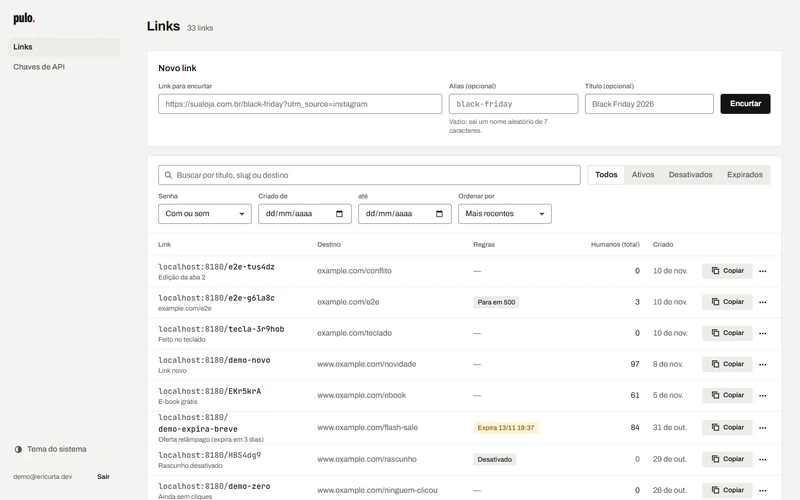 pulo.
Links
Chaves de API
Tema do sistema
demo@encurta.dev Sair
Links 33 links
Novo link
Link para encurtar
https://sualoja.com.br/black-friday?utm_source=instagram
Alias (opcional)
black-friday
Vazio: sai um nome aleatório de 7
caracteres.
Título (opcional)
Black Friday 2026
Encurtar
Buscar por título, slug ou destino
Todos Ativos Desativados Expirados
Senha Criado de até Ordenar por
Com ou sem dd/mm/aaaa dd/mm/aaaa Mais recentes
Link Destino Regras Humanos (total) Criado
localhost:8180/e2e-tus4dz example.com/conflito — 0 10 de nov. Copiar
Edição da aba 2
localhost:8180/e2e-g6la8c example.com/e2e Para em 500 3 10 de nov. Copiar
example.com/e2e
localhost:8180/tecla-3r9hob example.com/teclado — 0 10 de nov. Copiar
Feito no teclado
localhost:8180/demo-novo www.example.com/novidade — 97 8 de nov. Copiar
Link novo
localhost:8180/EKr5krA www.example.com/ebook — 61 5 de nov. Copiar
E-book grátis
localhost:8180/
demo-expira-breve www.example.com/flash-sale Expira 13/11 19:37 84 31 de out. Copiar
Oferta relâmpago (expira em 3 dias)
localhost:8180/HBS4dg9 www.example.com/rascunho Desativado 0 29 de out. Copiar
Rascunho desativado
localhost:8180/demo-zero www.example.com/ninguem-clicou — 0 26 de out. Copiar
Ainda sem cliques